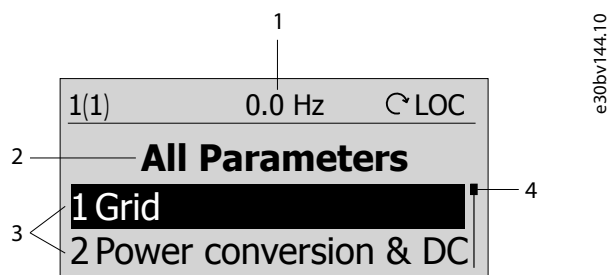 1
e30bv144.10
1(1) 0.0 Hz LOC
2 All Parameters
1 Grid 4
3
2 Power conversion & DC